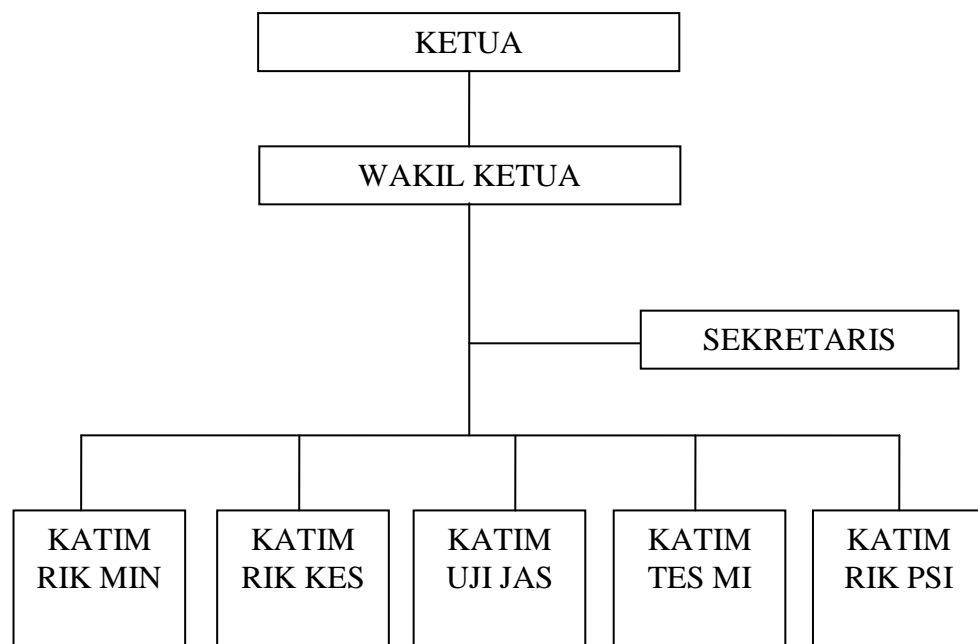 KETUA
WAKIL KETUA
SEKRETARIS
KATIM
RIK MIN
KATIM
RIK KES
KATIM
UJI JAS
KATIM
TES MI
KATIM
RIK PSI